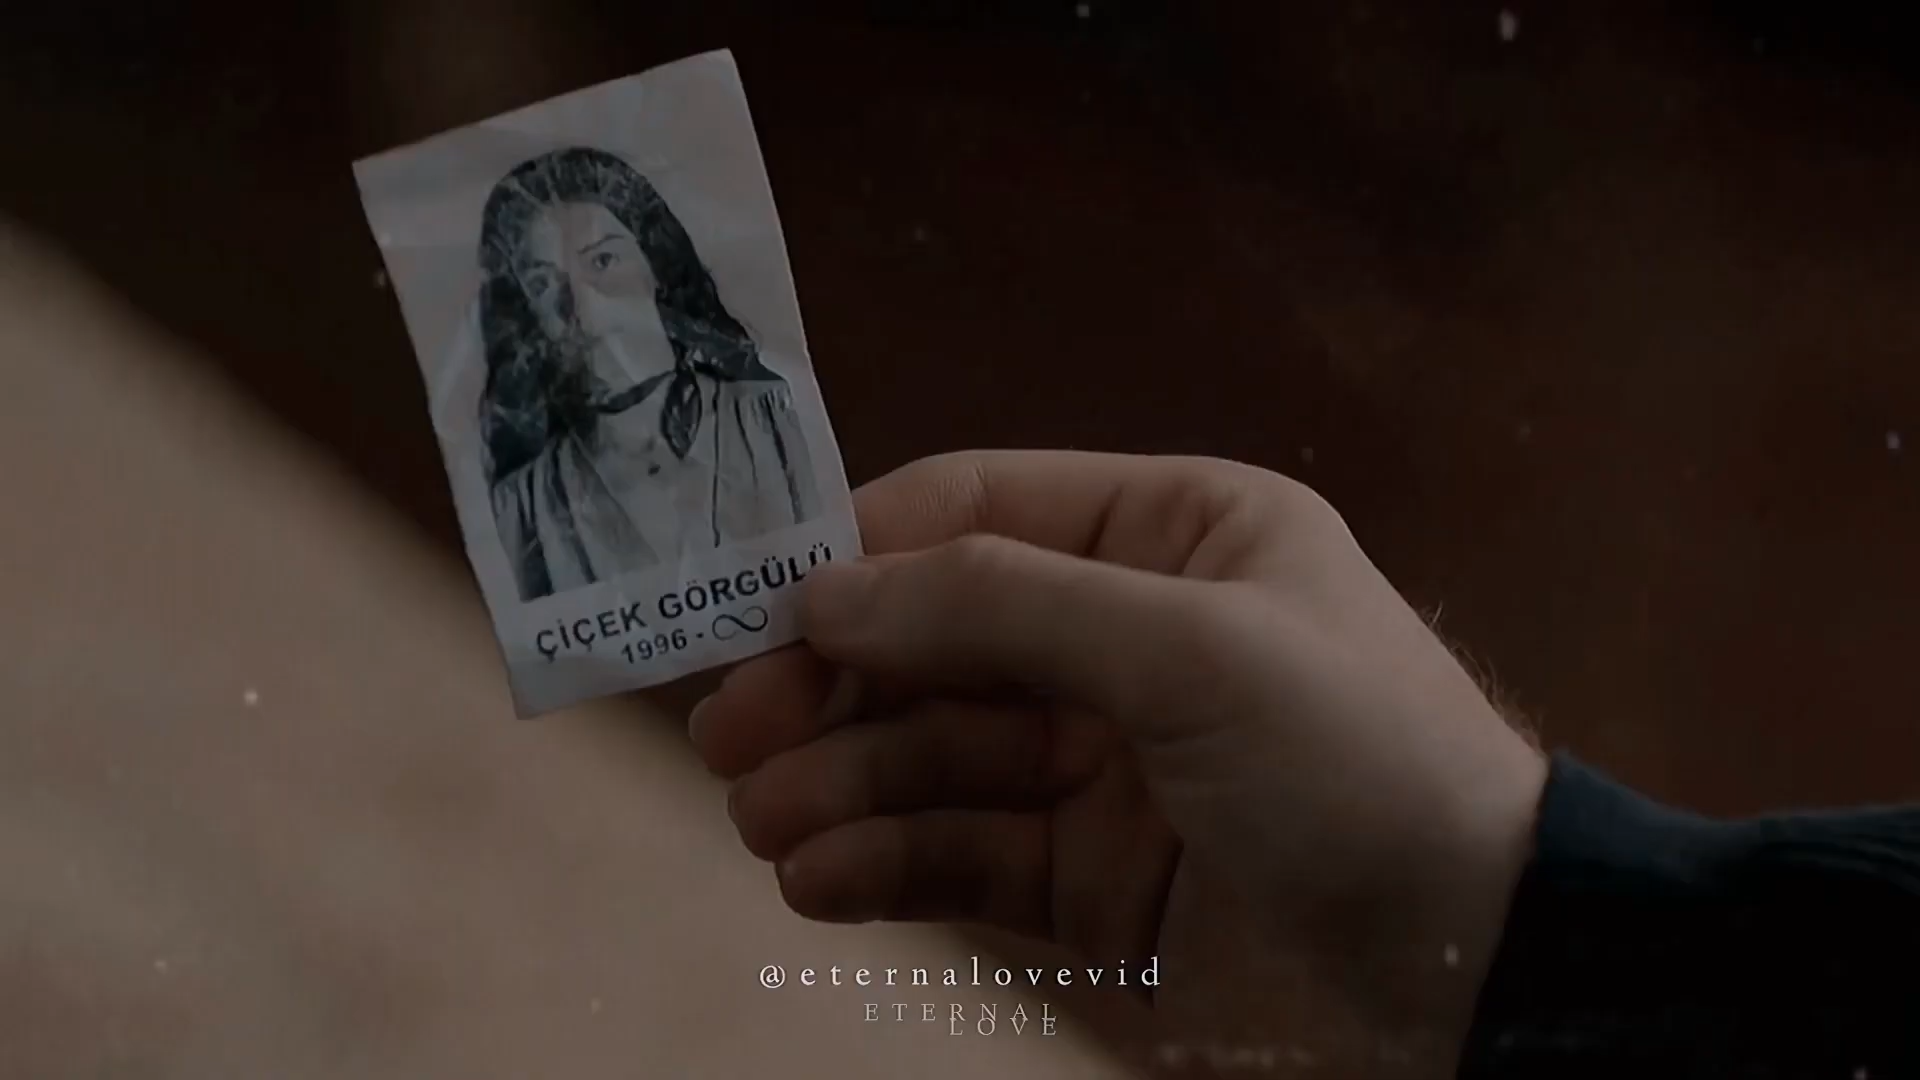 ÇİÇEK GÖRGÜLÜ
1996 - ∞
@eternalovevid
ETERNAL
LOVE